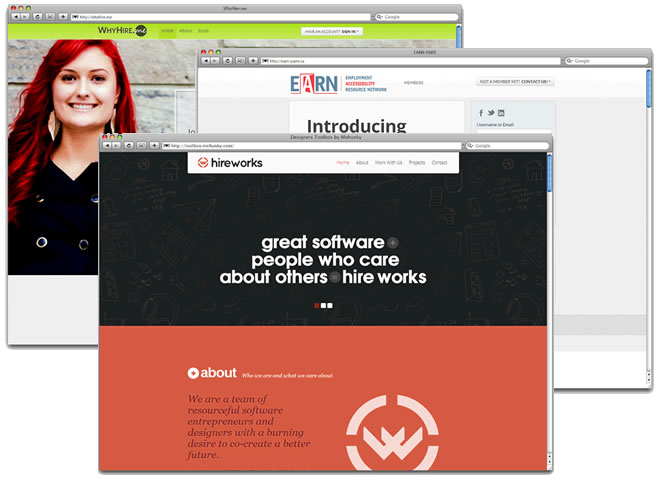 WhyHire.me
http://whyhire.me
Google
WHYHIRE.me
HOME ABOUT BLOG
HAVE AN ACCOUNT? SIGN IN
EARN-PAIRE
http://earn-paire.ca
Google
EARN
EMPLOYMENT
ACCESSIBILITY
RESOURCE NETWORK
MEMBERS
NOT A MEMBER YET? CONTACT US!
Introducing
Username or Email
Designers Toolbox by Mofunky
http://toolbox.mofunky.com/
Google
hireworks
Home About Work With Us Projects Contact
great software
people who care
about others hire works
about Who we are and what we care about.
We are a team of
resourceful software
entrepreneurs and
designers with a burning
desire to co-create a better
future.